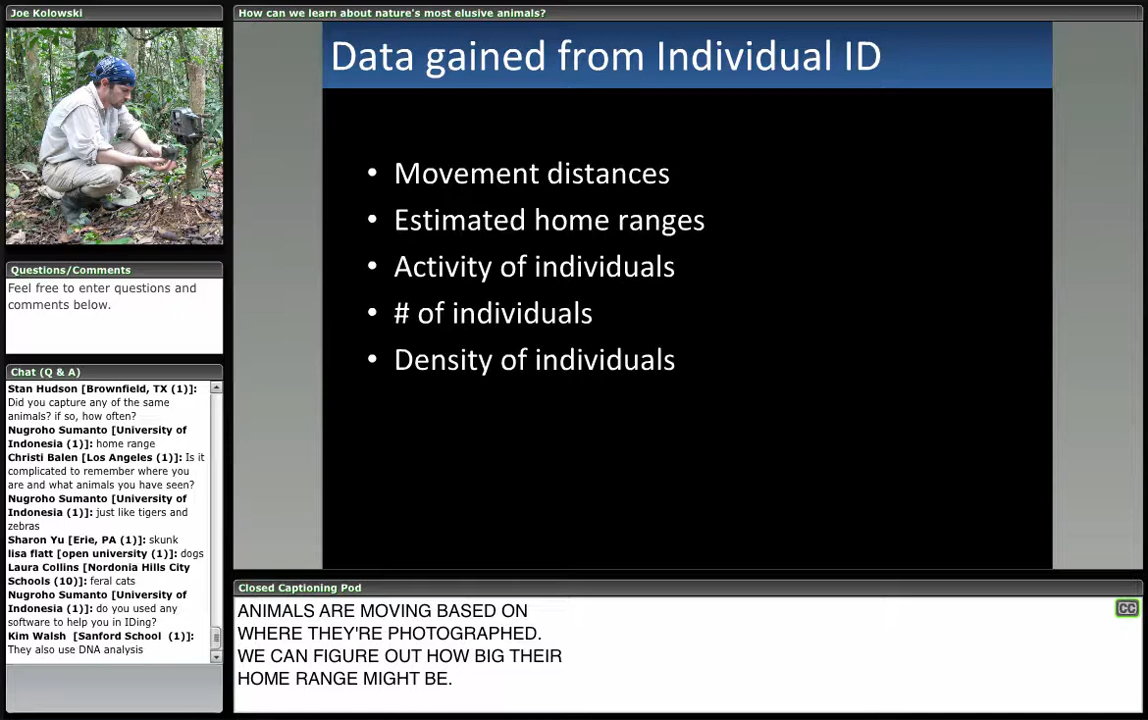 Joe Kolowski
How can we learn about nature's most elusive animals?
Data gained from Individual ID
• Movement distances
• Estimated home ranges
• Activity of individuals
• # of individuals
• Density of individuals
Questions/Comments
Feel free to enter questions and
comments below.
Chat (Q & A)
Stan Hudson [Brownfield, TX (1)]:
Did you capture any of the same
animals? if so, how often?
Nugroho Sumanto [University of
Indonesia (1)]: home range
Christi Balen [Los Angeles (1)]: Is it
complicated to remember where you
are and what animals you have seen?
Nugroho Sumanto [University of
Indonesia (1)]: just like tigers and
zebras
Sharon Yu [Erie, PA (1)]: skunk
lisa flatt [open university (1)]: dogs
Laura Collins [Nordonia Hills City
Schools (10)]: feral cats
Nugroho Sumanto [University of
Indonesia (1)]: do you used any
software to help you in IDing?
Kim Walsh [Sanford School (1)]:
They also use DNA analysis
Closed Captioning Pod
ANIMALS ARE MOVING BASED ON
WHERE THEY'RE PHOTOGRAPHED.
WE CAN FIGURE OUT HOW BIG THEIR
HOME RANGE MIGHT BE.
CC